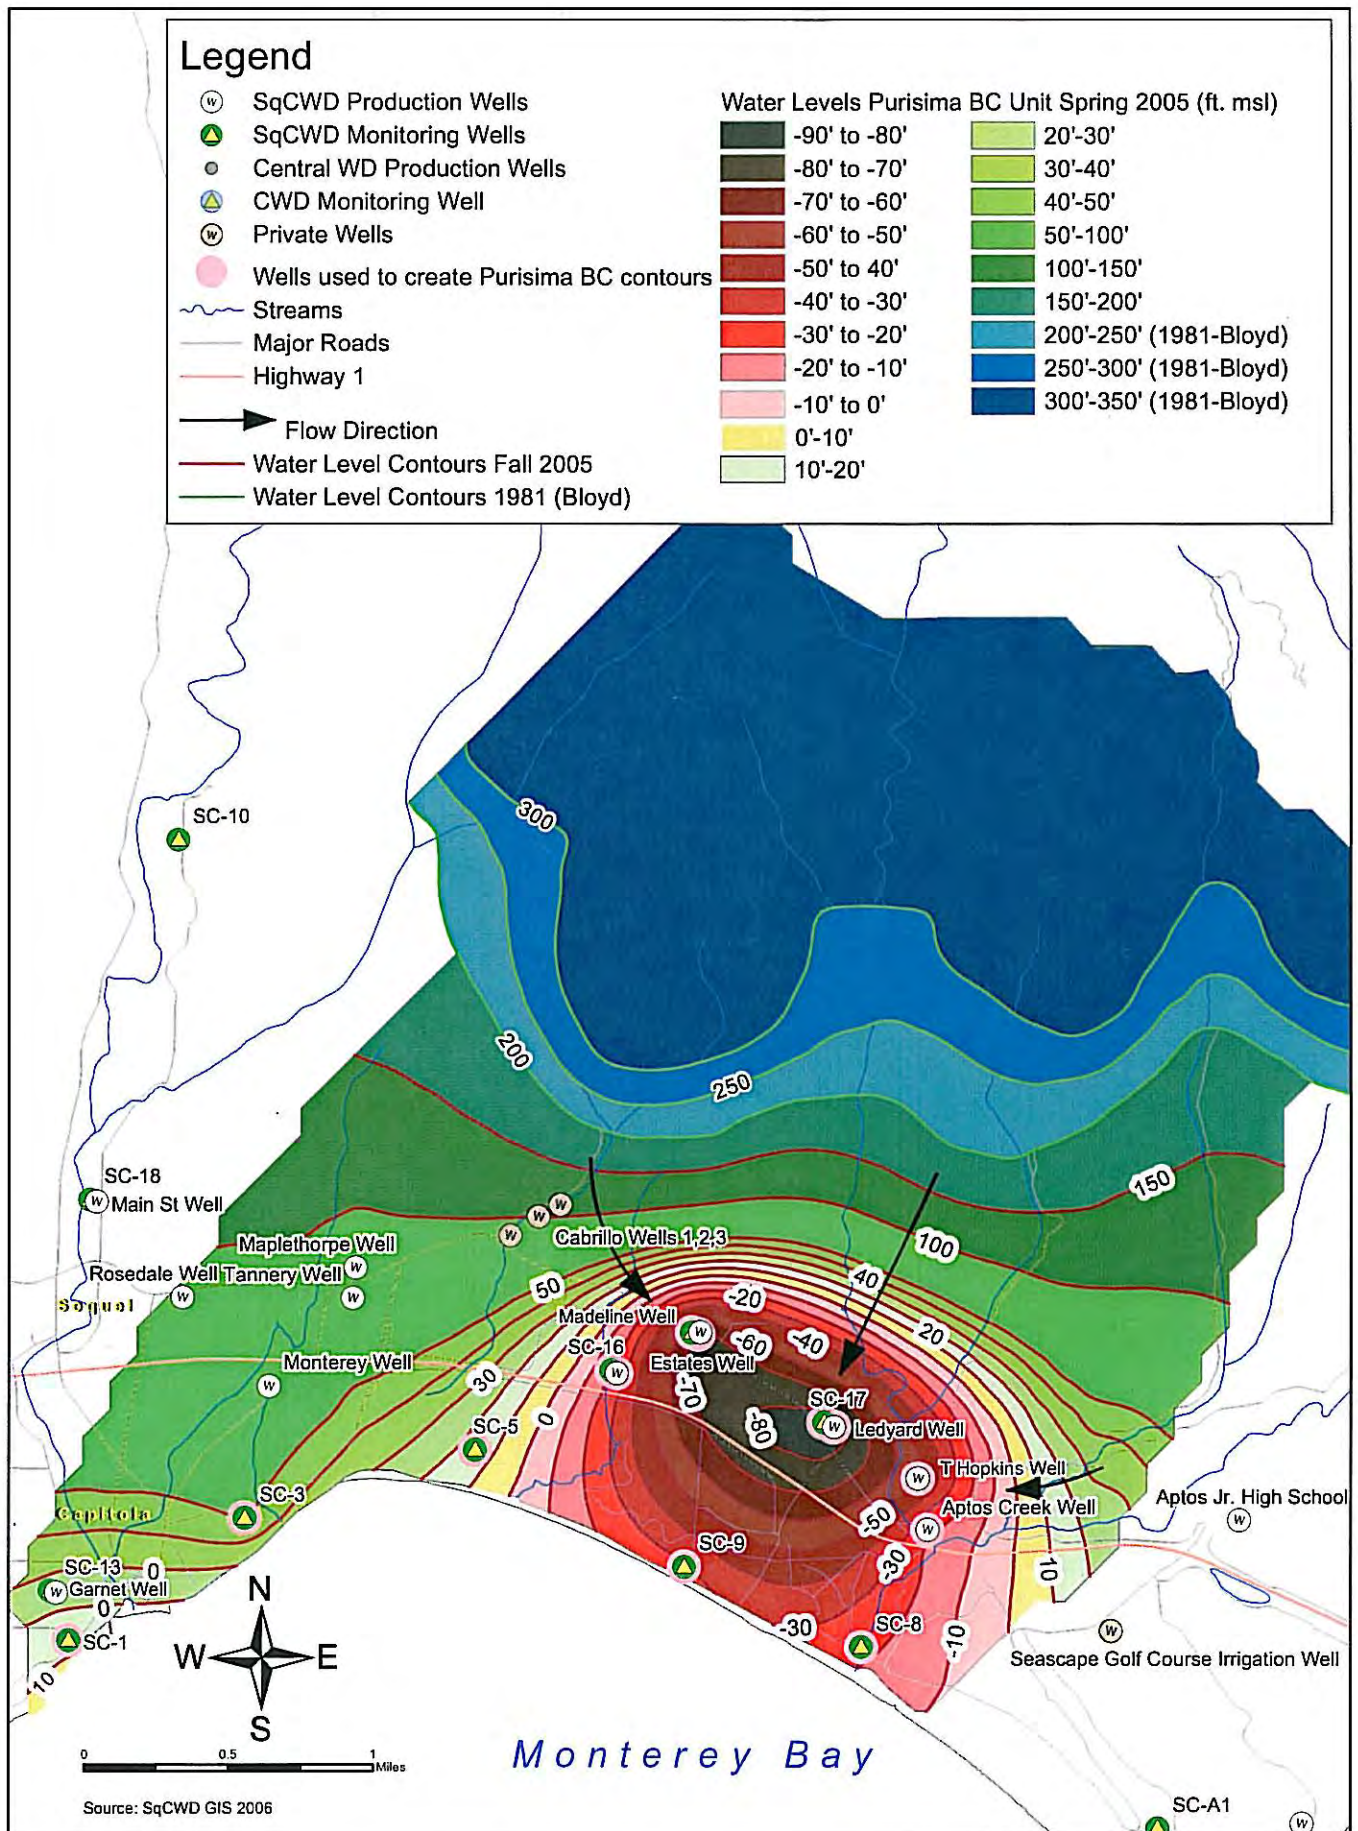 Legend
SqCWD Production Wells
SqCWD Monitoring Wells
Central WD Production Wells
CWD Monitoring Well
Private Wells
Wells used to create Purisima BC contours
Streams
Major Roads
Highway 1
Flow Direction
Water Level Contours Fall 2005
Water Level Contours 1981 (Bloyd)
Water Levels Purisima BC Unit Spring 2005 (ft. msl)
-90' to -80'
-80' to -70'
-70' to -60'
-60' to -50'
-50' to 40'
-40' to -30'
-30' to -20'
-20' to -10'
-10' to 0'
0'-10'
10'-20'
20'-30'
30'-40'
40'-50'
50'-100'
100'-150'
150'-200'
200'-250' (1981-Bloyd)
250'-300' (1981-Bloyd)
300'-350' (1981-Bloyd)
300
SC-10
200
250
SC-18
W Main St Well
150
W W W
Cabrillo Wells 1,2,3
100
Maplethorpe Well
W
Rosedale Well
Tannery Well
W
W
Soquel
50
40
-20
20
Madeline Well
W
-60
-40
Estates Well
SC-16
W
Monterey Well
W
30
-70
0
SC-17
W Ledyard Well
-80
SC-5
W T Hopkins Well
Aptos Creek Well
W
Aptos Jr. High School
W
-50
SC-3
Capitola
SC-9
-30
10
SC-13
W Garnet Well
0
0
SC-1
10
-30
SC-8
-10
W
Seascape Golf Course Irrigation Well
N
W
E
S
Monterey Bay
0
0.5
1
Miles
Source: SqCWD GIS 2006
SC-A1
W